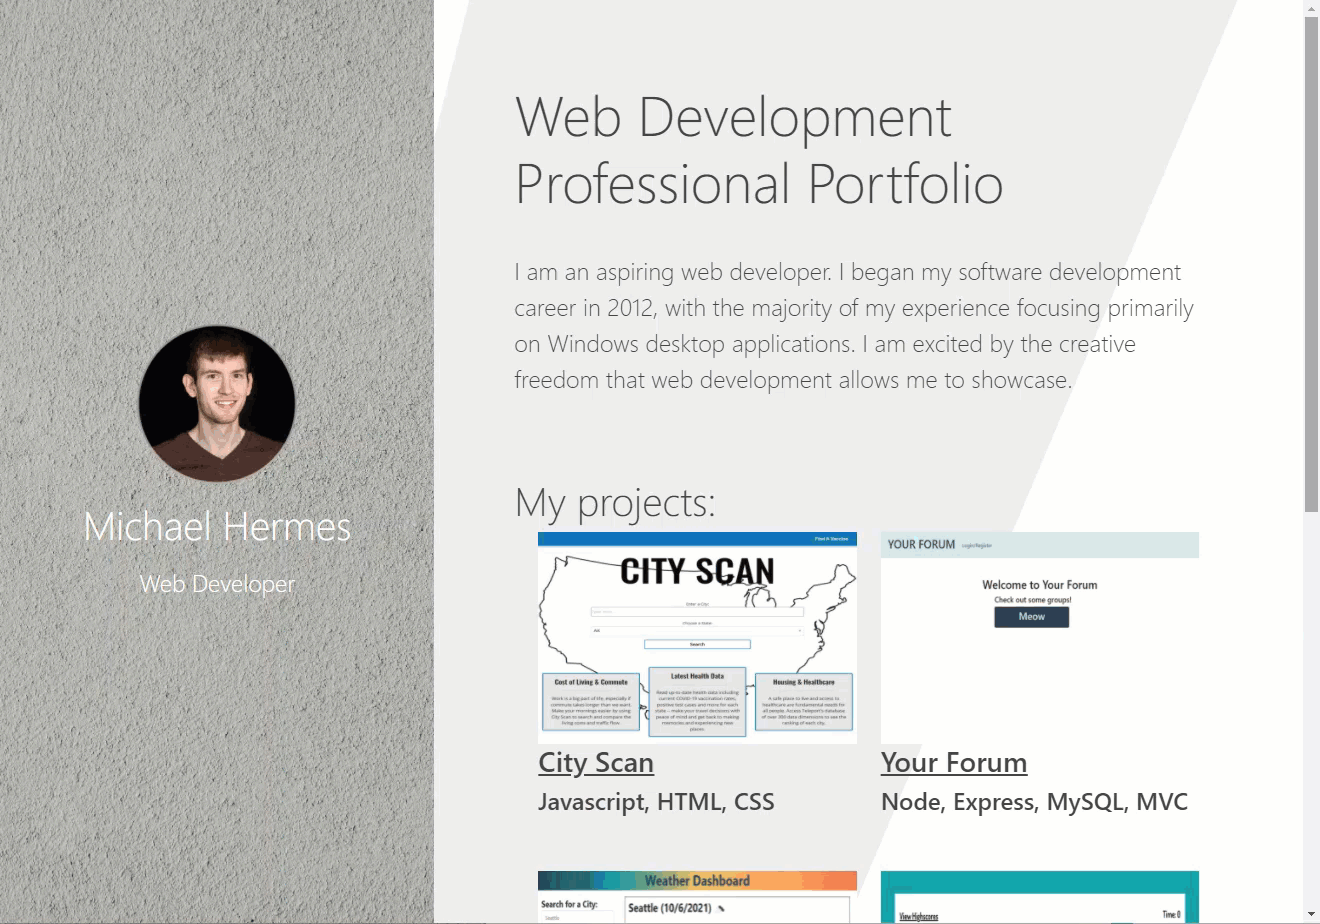 Web Development
Professional Portfolio
I am an aspiring web developer. I began my software development
career in 2012, with the majority of my experience focusing primarily
on Windows desktop applications. I am excited by the creative
freedom that web development allows me to showcase.
Michael Hermes
Web Developer
My projects:
Find A Vaccine
CITY SCAN
Enter a City:
Choose a State:
AK
Search
Cost of Living & Commute
Work is a big part of life, especially if
commute takes longer than we want.
Make your mornings easier by using
City Scan to search and compare the
living costs and traffic flow.
Latest Health Data
Read up-to-date health data including
current COVID-19 vaccination rates,
positive test cases and more for each
state – make your travel decisions with
peace of mind and get back to making
memories and experiencing new
places.
Housing & Healthcare
A safe place to live and access to
healthcare are fundamental needs for
all people. Access Teleport's database
of over 300 data dimensions to see the
ranking of each city.
City Scan
Javascript, HTML, CSS
YOUR FORUM Login/Register
Welcome to Your Forum
Check out some groups!
Meow
Your Forum
Node, Express, MySQL, MVC
Weather Dashboard
Search for a City:
Seattle
Seattle (10/6/2021)
View Highscores
Time: 0